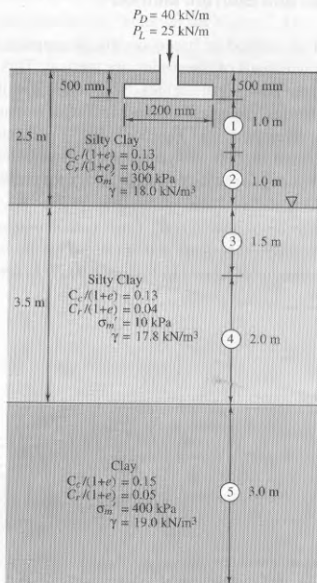 P_D = 40 kN/m
P_L = 25 kN/m
500 mm
500 mm
1200 mm
1
1.0 m
2.5 m
Silty Clay
C_c/(1+e) = 0.13
C_r/(1+e) = 0.04
σ_m' = 300 kPa
γ = 18.0 kN/m³
2
1.0 m
3
1.5 m
3.5 m
Silty Clay
C_c/(1+e) = 0.13
C_r/(1+e) = 0.04
σ_m' = 10 kPa
γ = 17.8 kN/m³
4
2.0 m
Clay
C_c/(1+e) = 0.15
C_r/(1+e) = 0.05
σ_m' = 400 kPa
γ = 19.0 kN/m³
5
3.0 m